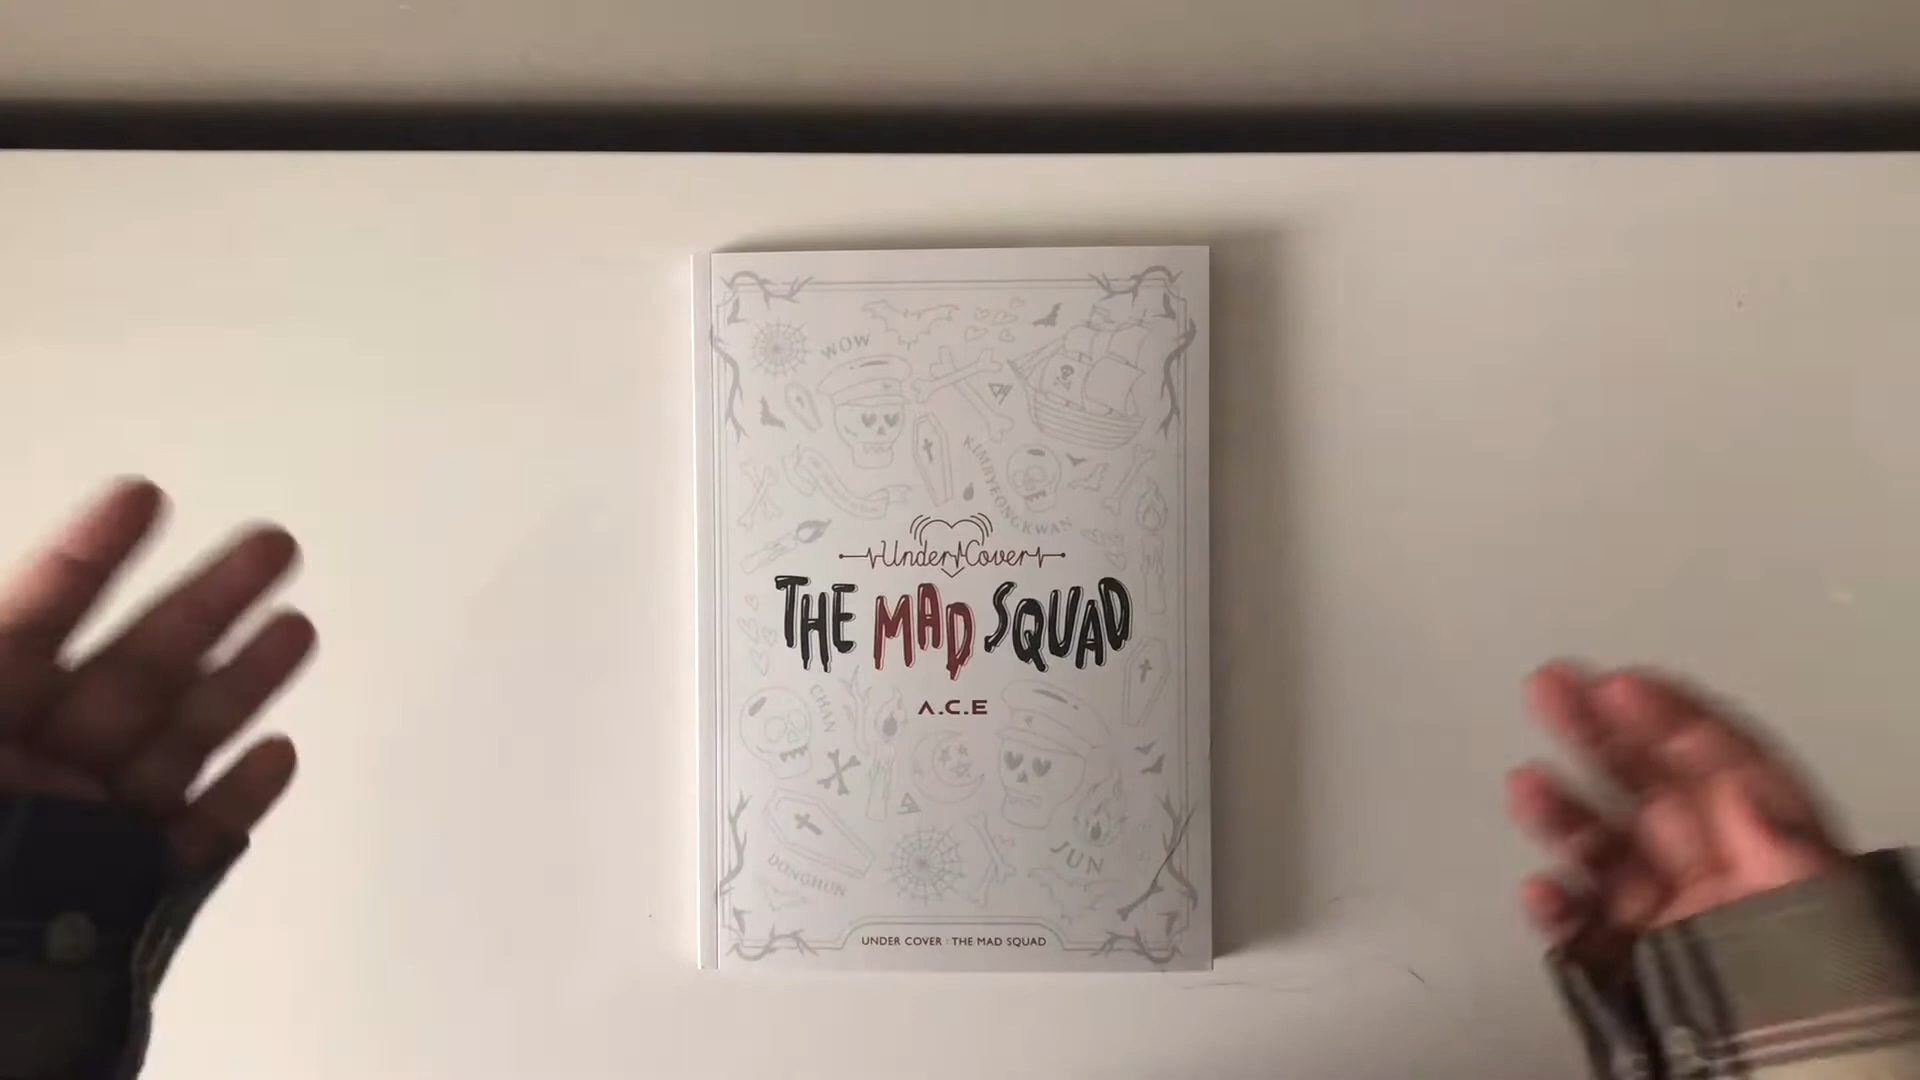 WOW
KIMBYEONGKWAN
Under Cover
THE MAD SQUAD
A.C.E
CHAN
DONGHUN
JUN
UNDER COVER : THE MAD SQUAD